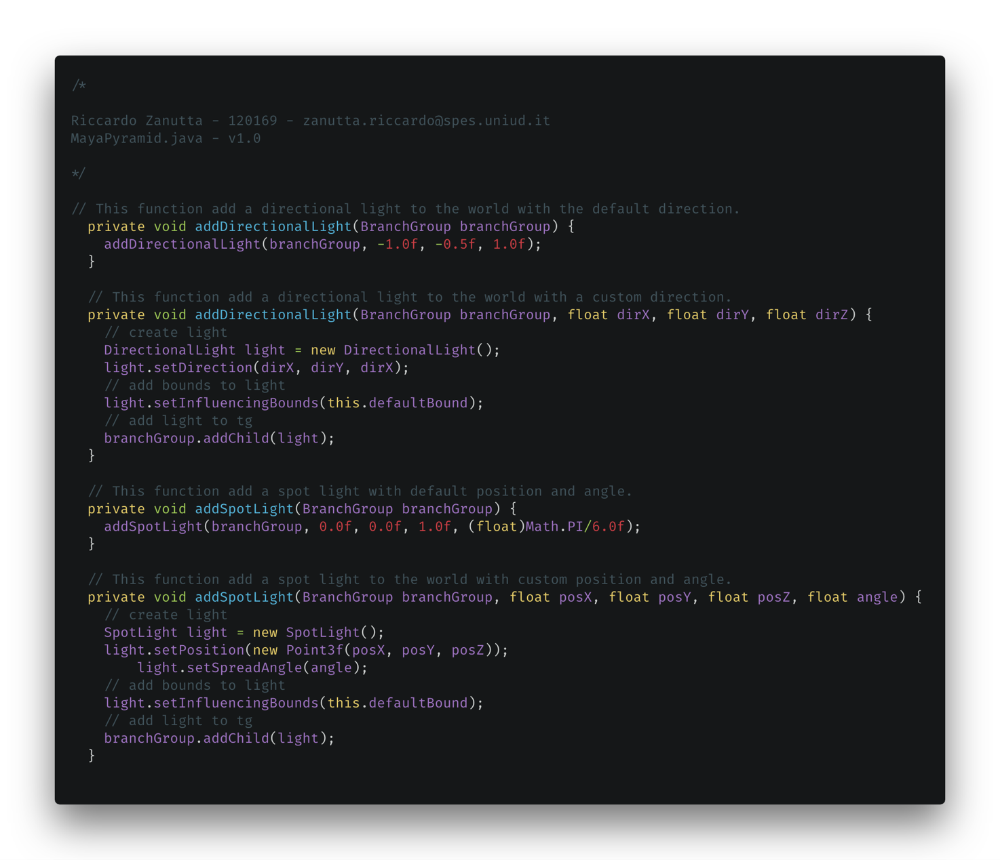 /*
Riccardo Zanutta - 120169 - zanutta.riccardo@spes.uniud.it
MayaPyramid.java - v1.0
*/
// This function add a directional light to the world with the default direction.
private void addDirectionalLight(BranchGroup branchGroup) {
addDirectionalLight(branchGroup, -1.0f, -0.5f, 1.0f);
}
// This function add a directional light to the world with a custom direction.
private void addDirectionalLight(BranchGroup branchGroup, float dirX, float dirY, float dirZ) {
// create light
DirectionalLight light = new DirectionalLight();
light.setDirection(dirX, dirY, dirX);
// add bounds to light
light.setInfluencingBounds(this.defaultBound);
// add light to tg
branchGroup.addChild(light);
}
// This function add a spot light with default position and angle.
private void addSpotLight(BranchGroup branchGroup) {
addSpotLight(branchGroup, 0.0f, 0.0f, 1.0f, (float)Math.PI/6.0f);
}
// This function add a spot light to the world with custom position and angle.
private void addSpotLight(BranchGroup branchGroup, float posX, float posY, float posZ, float angle) {
// create light
SpotLight light = new SpotLight();
light.setPosition(new Point3f(posX, posY, posZ));
light.setSpreadAngle(angle);
// add bounds to light
light.setInfluencingBounds(this.defaultBound);
// add light to tg
branchGroup.addChild(light);
}